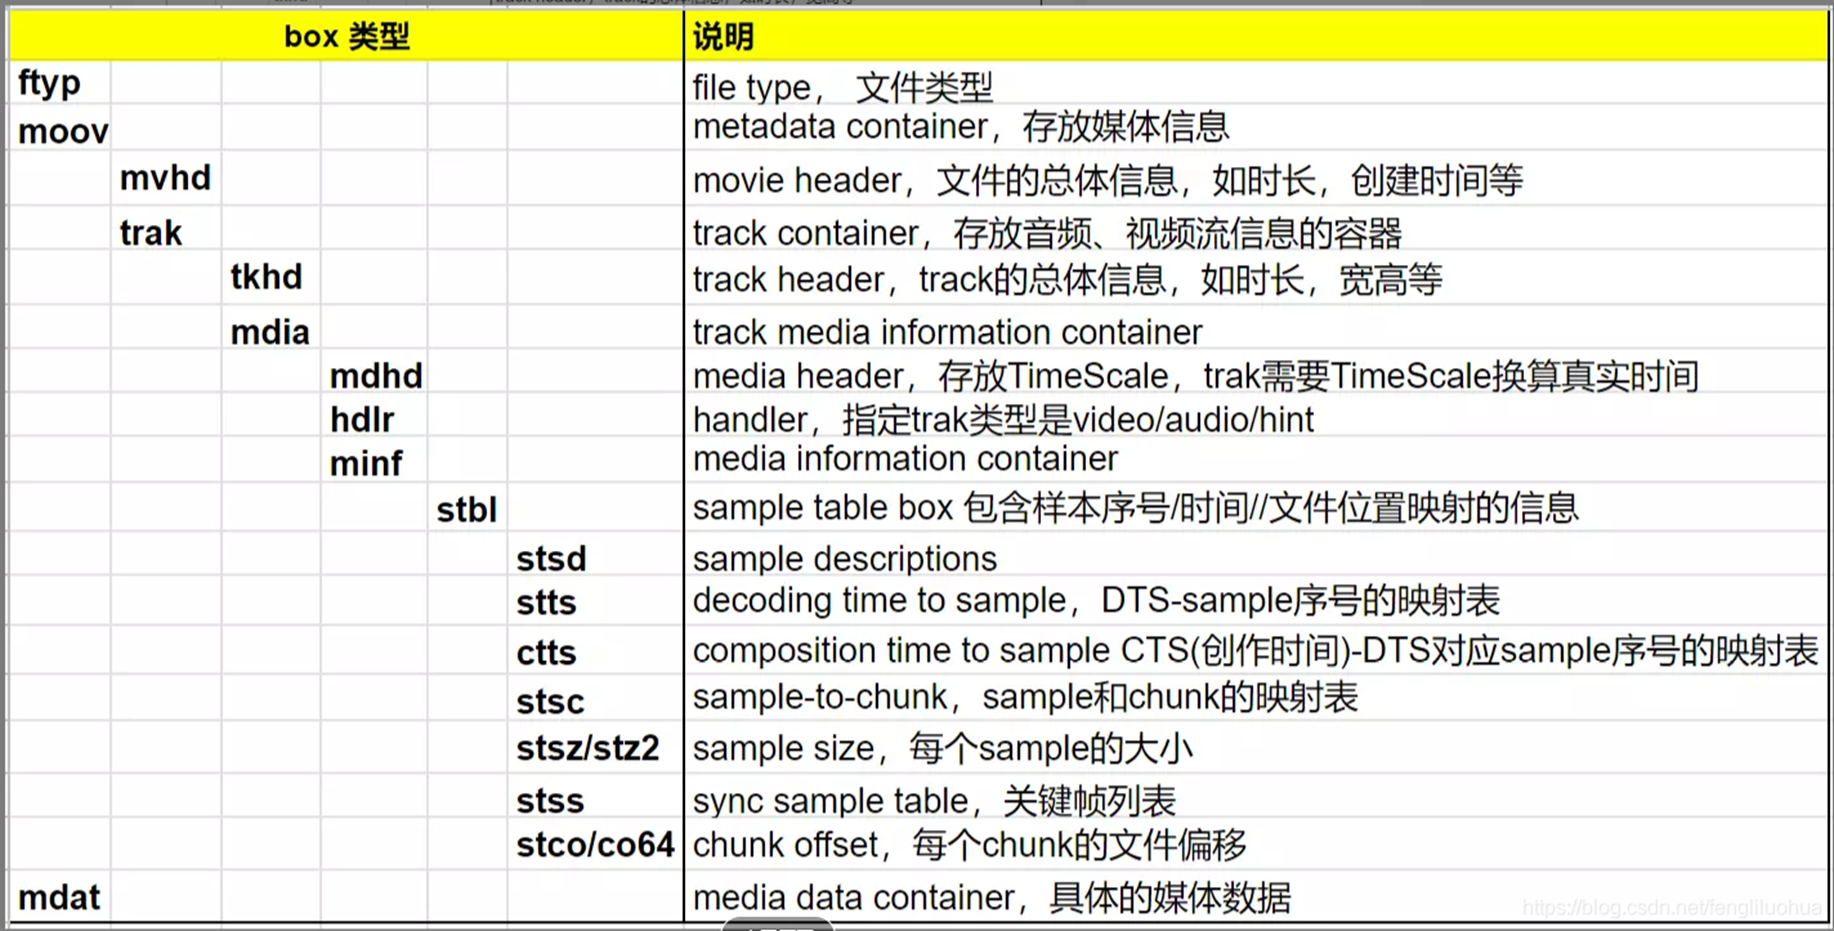 box 类型 说明
ftyp file type， 文件类型
moov metadata container，存放媒体信息
mvhd movie header，文件的总体信息，如时长，创建时间等
trak track container，存放音频、视频流信息的容器
tkhd track header，track的总体信息，如时长，宽高等
mdia track media information container
mdhd media header，存放TimeScale，trak需要TimeScale换算真实时间
hdlr handler，指定trak类型是video/audio/hint
minf media information container
stbl sample table box 包含样本序号/时间//文件位置映射的信息
stsd sample descriptions
stts decoding time to sample，DTS-sample序号的映射表
ctts composition time to sample CTS(创作时间)-DTS对应sample序号的映射表
stsc sample-to-chunk，sample和chunk的映射表
stsz/stz2 sample size，每个sample的大小
stss sync sample table，关键帧列表
stco/co64 chunk offset，每个chunk的文件偏移
mdat media data container，具体的媒体数据
https://blog.csdn.net/fengliluohua